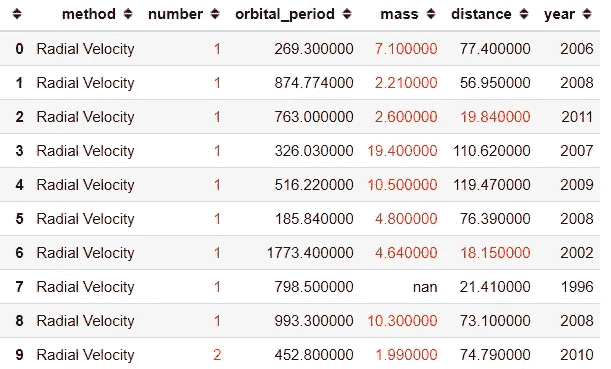 method number orbital_period mass distance year
0 Radial Velocity 1 269.300000 7.100000 77.400000 2006
1 Radial Velocity 1 874.774000 2.210000 56.950000 2008
2 Radial Velocity 1 763.000000 2.600000 19.840000 2011
3 Radial Velocity 1 326.030000 19.400000 110.620000 2007
4 Radial Velocity 1 516.220000 10.500000 119.470000 2009
5 Radial Velocity 1 185.840000 4.800000 76.390000 2008
6 Radial Velocity 1 1773.400000 4.640000 18.150000 2002
7 Radial Velocity 1 798.500000 nan 21.410000 1996
8 Radial Velocity 1 993.300000 10.300000 73.100000 2008
9 Radial Velocity 2 452.800000 1.990000 74.790000 2010